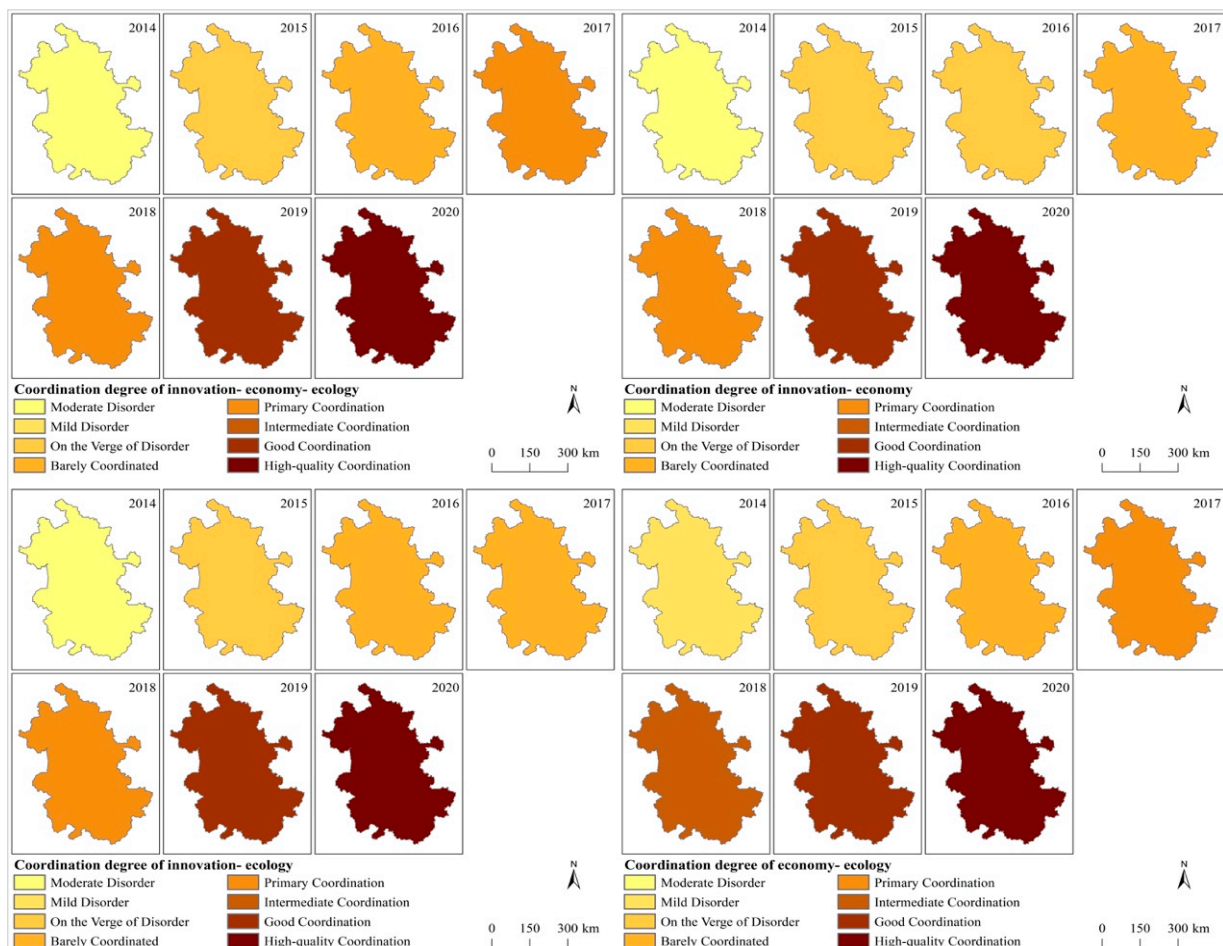 2014
2015
2016
2017
2014
2015
2016
2017
2018
2019
2020
2018
2019
2020
Coordination degree of innovation- economy- ecology
Moderate Disorder
Primary Coordination
Mild Disorder
Intermediate Coordination
On the Verge of Disorder
Good Coordination
Barely Coordinated
High-quality Coordination
N
0 150 300 km
Coordination degree of innovation- economy
Moderate Disorder
Primary Coordination
Mild Disorder
Intermediate Coordination
On the Verge of Disorder
Good Coordination
Barely Coordinated
High-quality Coordination
N
0 150 300 km
2014
2015
2016
2017
2014
2015
2016
2017
2018
2019
2020
2018
2019
2020
Coordination degree of innovation- ecology
Moderate Disorder
Primary Coordination
Mild Disorder
Intermediate Coordination
On the Verge of Disorder
Good Coordination
Barely Coordinated
High-quality Coordination
N
0 150 300 km
Coordination degree of economy- ecology
Moderate Disorder
Primary Coordination
Mild Disorder
Intermediate Coordination
On the Verge of Disorder
Good Coordination
Barely Coordinated
High-quality Coordination
N
0 150 300 km